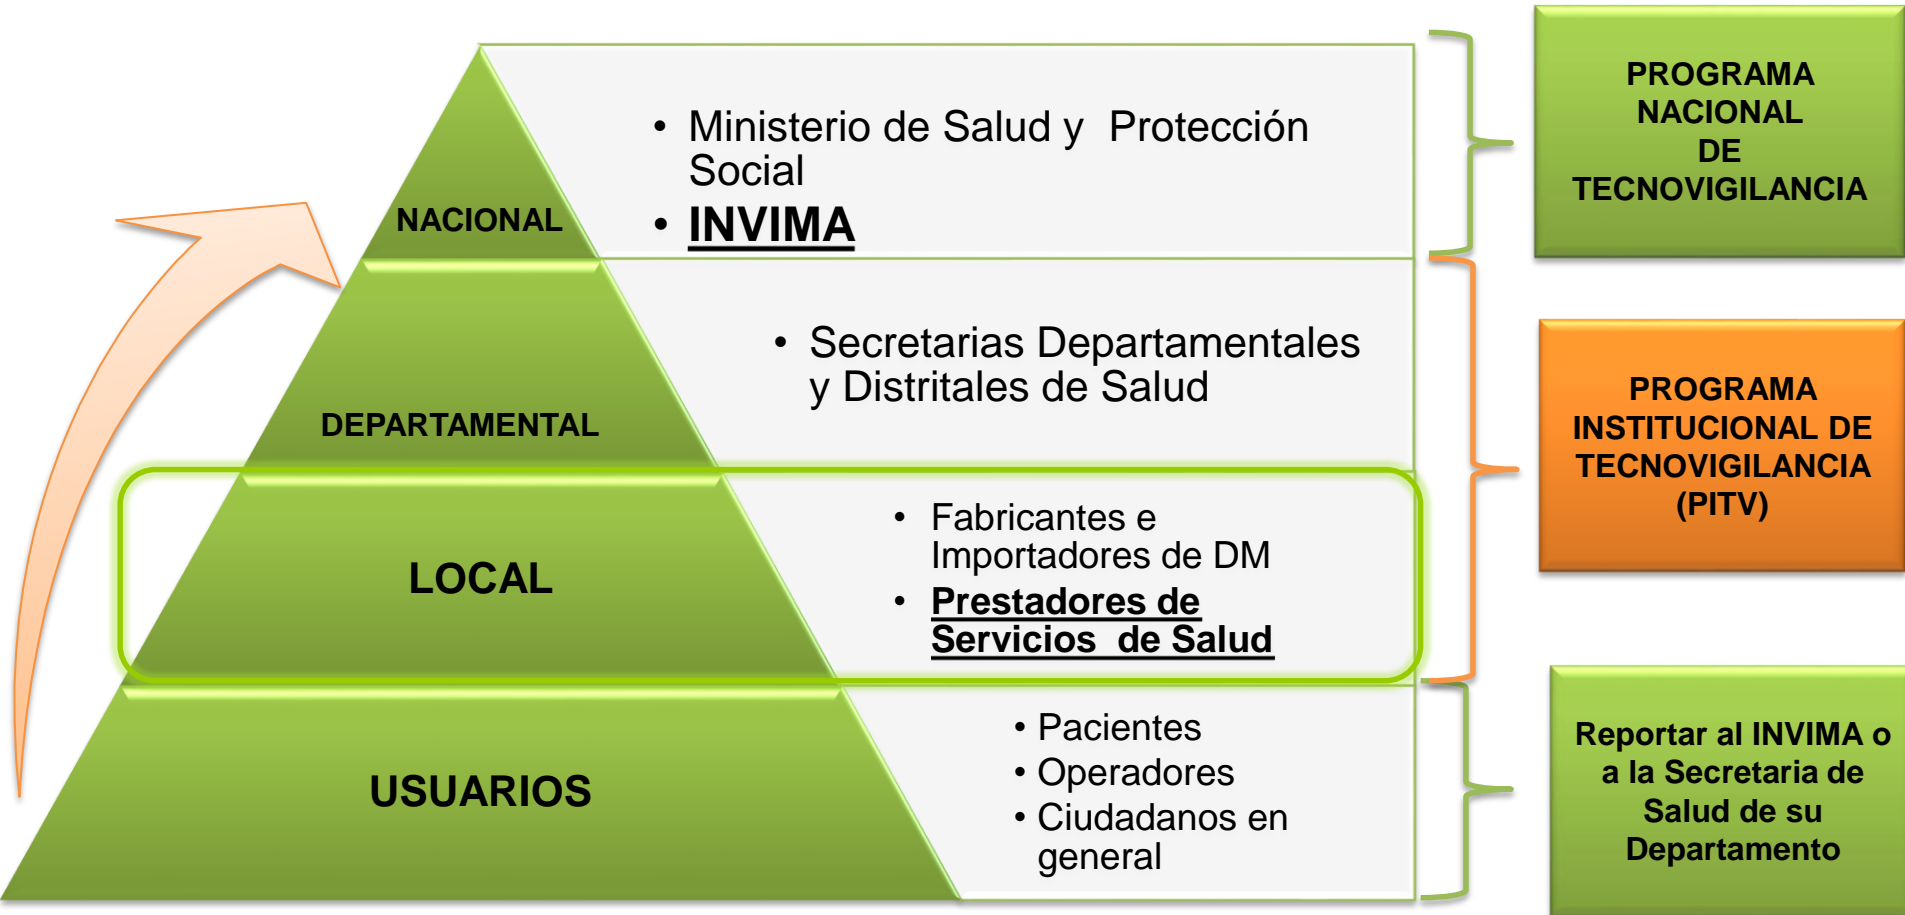 NACIONAL
• Ministerio de Salud y Protección
Social
• INVIMA
PROGRAMA
NACIONAL
DE
TECNOVIGILANCIA
DEPARTAMENTAL
• Secretarias Departamentales
y Distritales de Salud
PROGRAMA
INSTITUCIONAL DE
TECNOVIGILANCIA
(PITV)
LOCAL
• Fabricantes e
Importadores de DM
• Prestadores de
Servicios de Salud
USUARIOS
• Pacientes
• Operadores
• Ciudadanos en
general
Reportar al INVIMA o
a la Secretaria de
Salud de su
Departamento